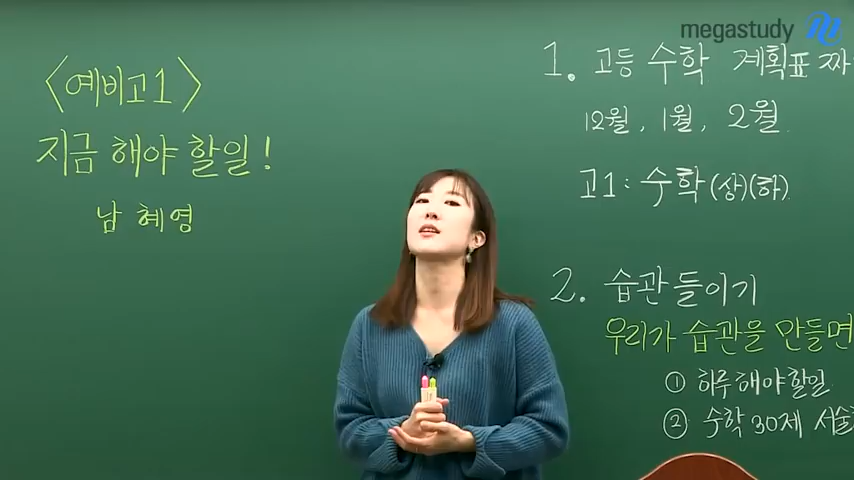 megastudy
<예비고1>
지금 해야 할일!
남 혜영
1. 고등 수학 계획표 짜
12월, 1월, 2월.
고1: 수학(상)(하).
2. 습관 들이기
우리가 습관을 만들면
① 하루해야할일.
② 수학 30제 서술